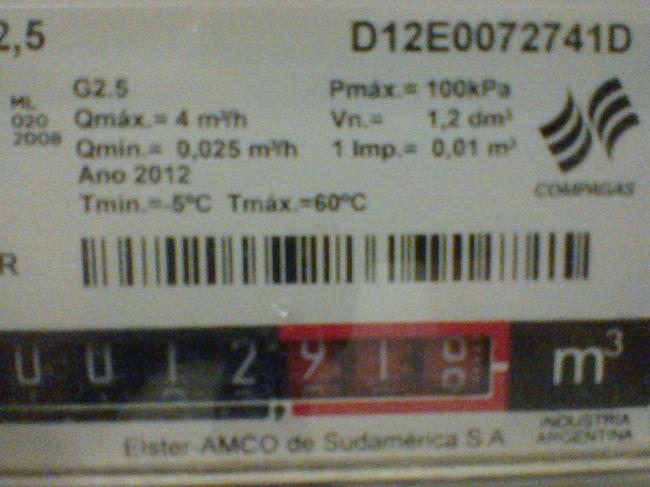 2,5
D12E0072741D
ML
020
2008
G2.5
Qmáx.= 4 m³/h
Qmin.= 0,025 m³/h
Ano 2012
Tmin.=-5ºC Tmáx.=60ºC
Pmáx.= 100kPa
Vn.= 1,2 dm³
1 Imp.= 0,01 m³
COMPAGAS
R
0 0 1 2 , 9 1
m³
Elster-AMCO de Sudamérica S A
INDUSTRIA
ARGENTINA